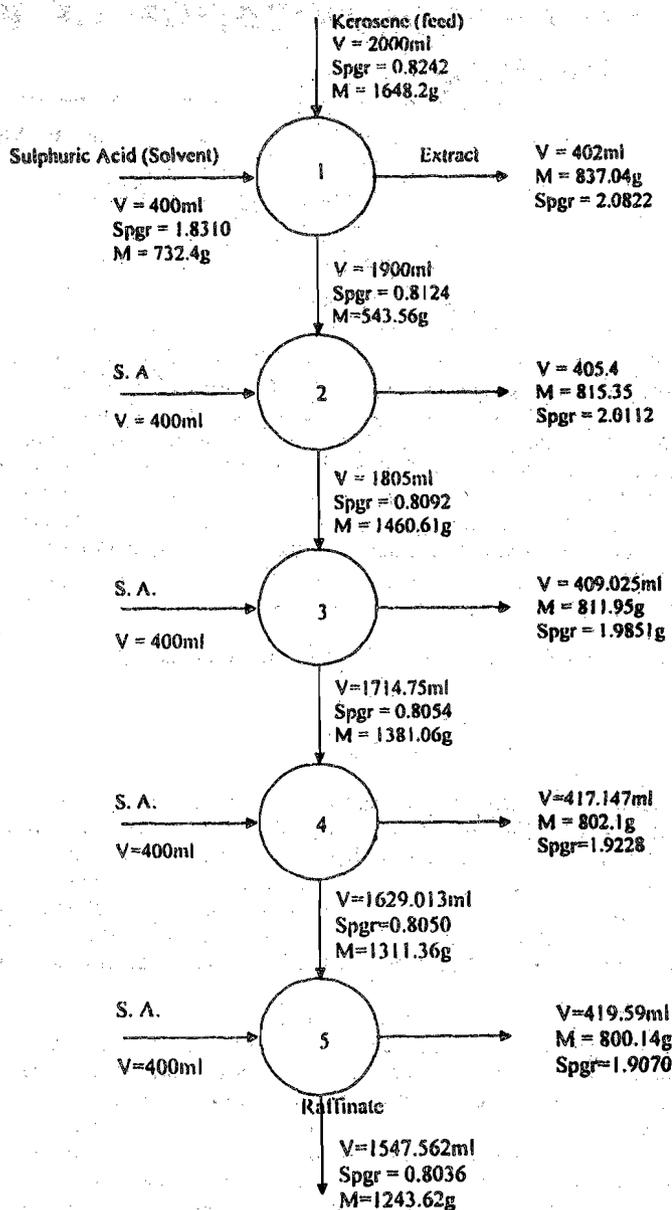 Kerosene (feed)
V = 2000ml
Spgr = 0.8242
M = 1648.2g
Sulphuric Acid (Solvent)
V = 400ml
Spgr = 1.8310
M = 732.4g
1
Extract
V = 402ml
M = 837.04g
Spgr = 2.0822
V = 1900ml
Spgr = 0.8124
M=543.56g
S. A
V = 400ml
2
V = 405.4
M = 815.35
Spgr = 2.0112
V = 1805ml
Spgr = 0.8092
M = 1460.61g
S. A.
V = 400ml
3
V = 409.025ml
M = 811.95g
Spgr = 1.9851g
V=1714.75ml
Spgr = 0.8054
M = 1381.06g
S. A.
V=400ml
4
V=417.147ml
M = 802.1g
Spgr=1.9228
V=1629.013ml
Spgr=0.8050
M=1311.36g
S. A.
V=400ml
5
V=419.59ml
M = 800.14g
Spgr=1.9070
Raffinate
V=1547.562ml
Spgr = 0.8036
M=1243.62g